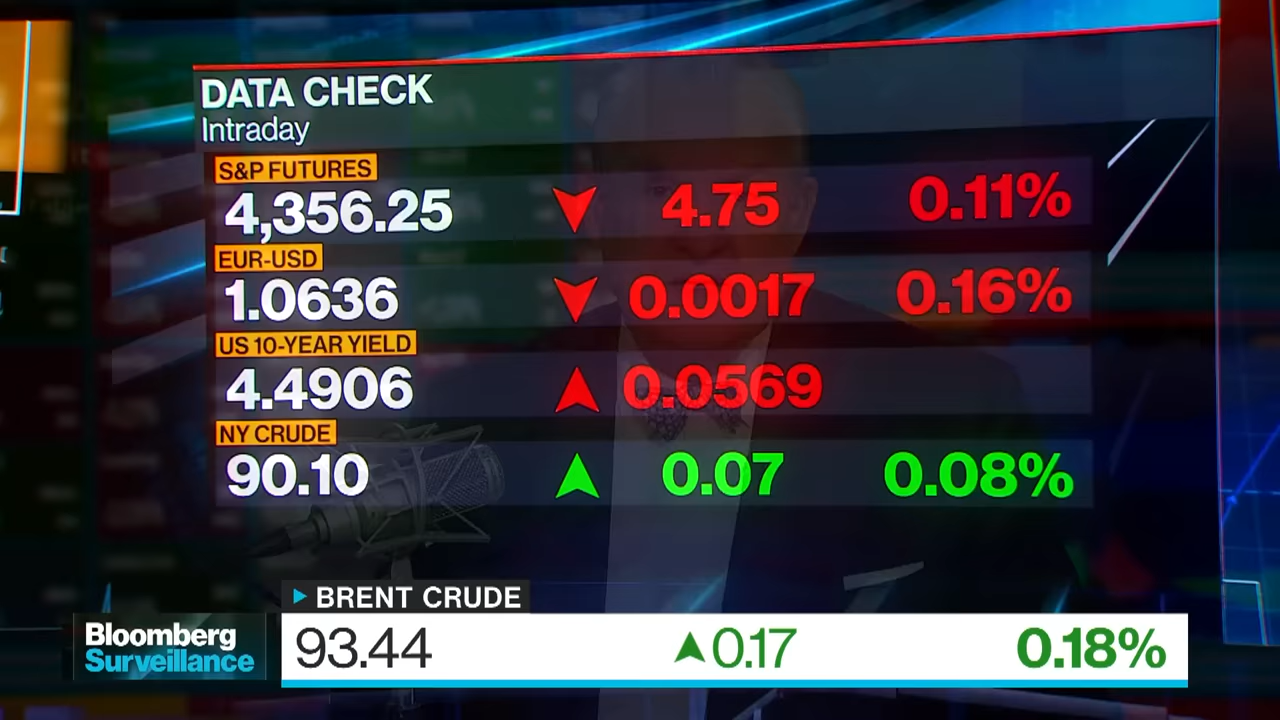 DATA CHECK
Intraday
S&P FUTURES
4,356.25 ▼ 4.75 0.11%
EUR-USD
1.0636 ▼ 0.0017 0.16%
US 10-YEAR YIELD
4.4906 ▲ 0.0569
NY CRUDE
90.10 ▲ 0.07 0.08%
BRENT CRUDE
93.44 ▲ 0.17 0.18%
Bloomberg
Surveillance